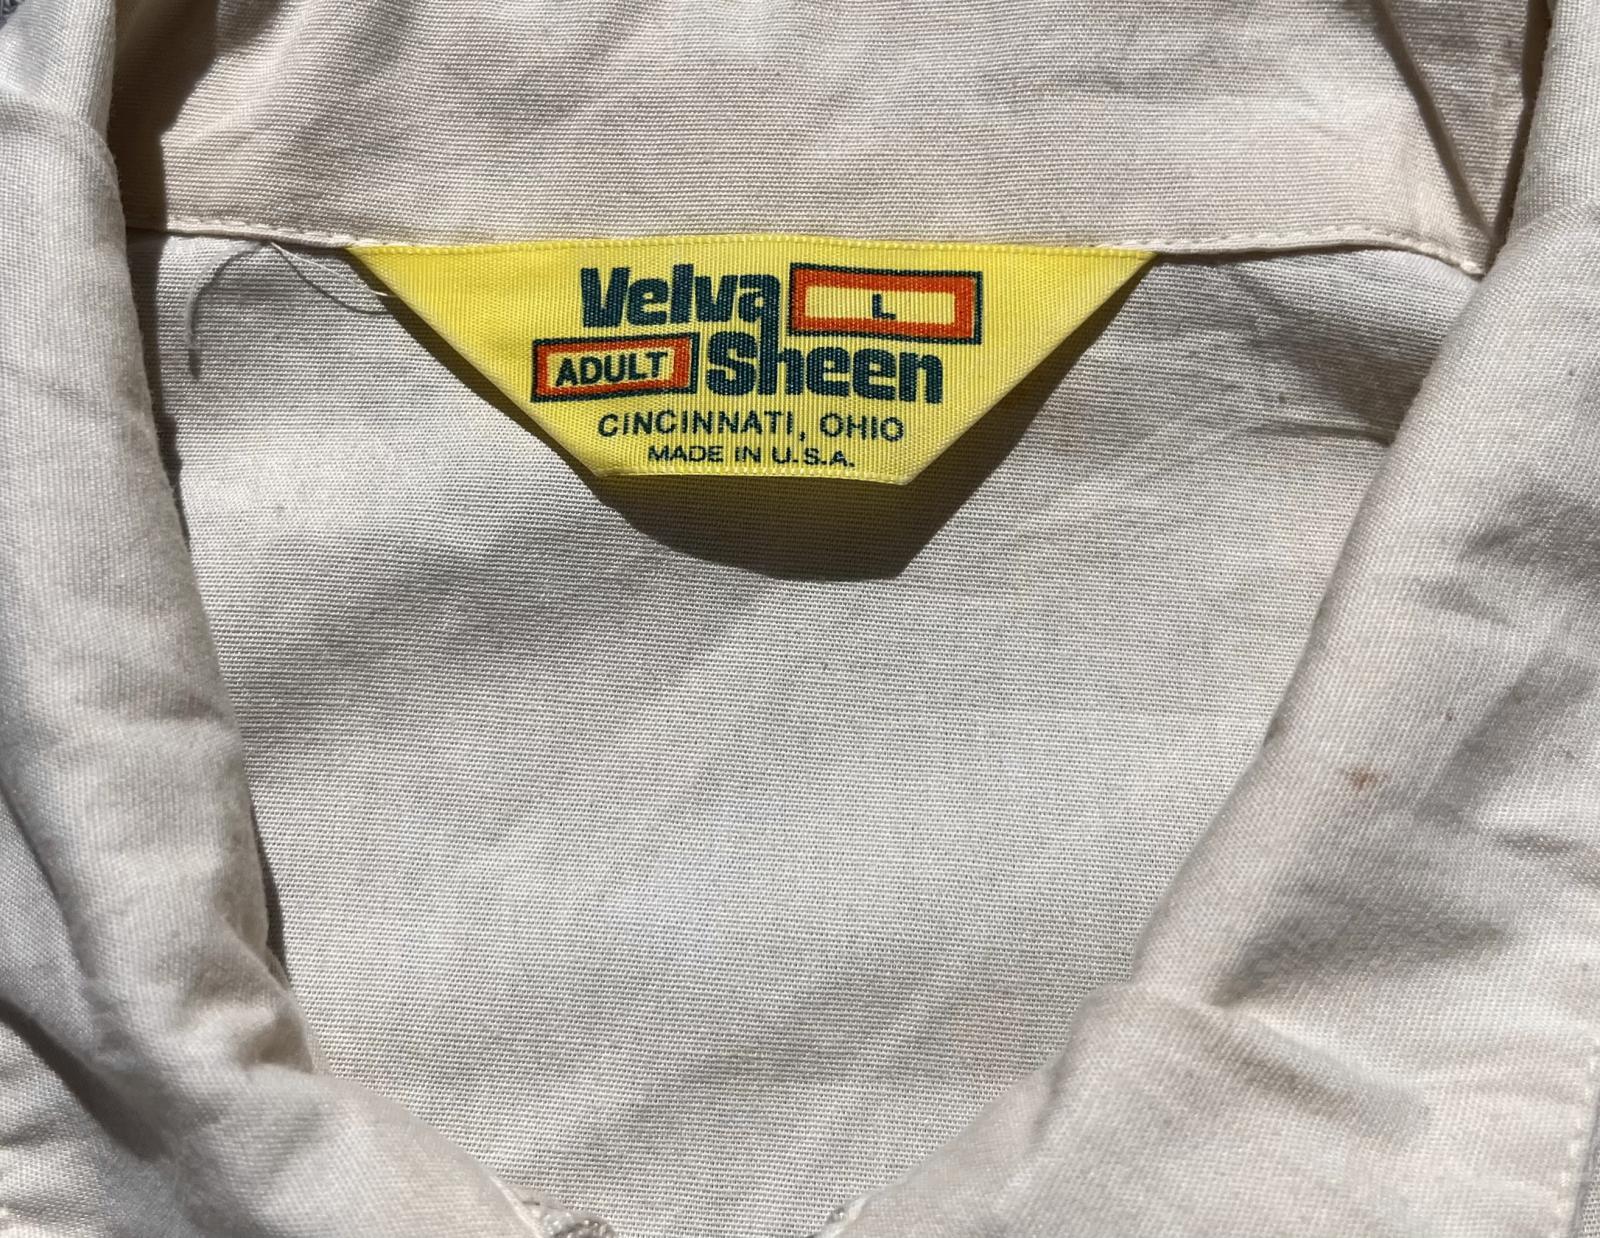 Velva L
ADULT Sheen
CINCINNATI, OHIO
MADE IN U.S.A.